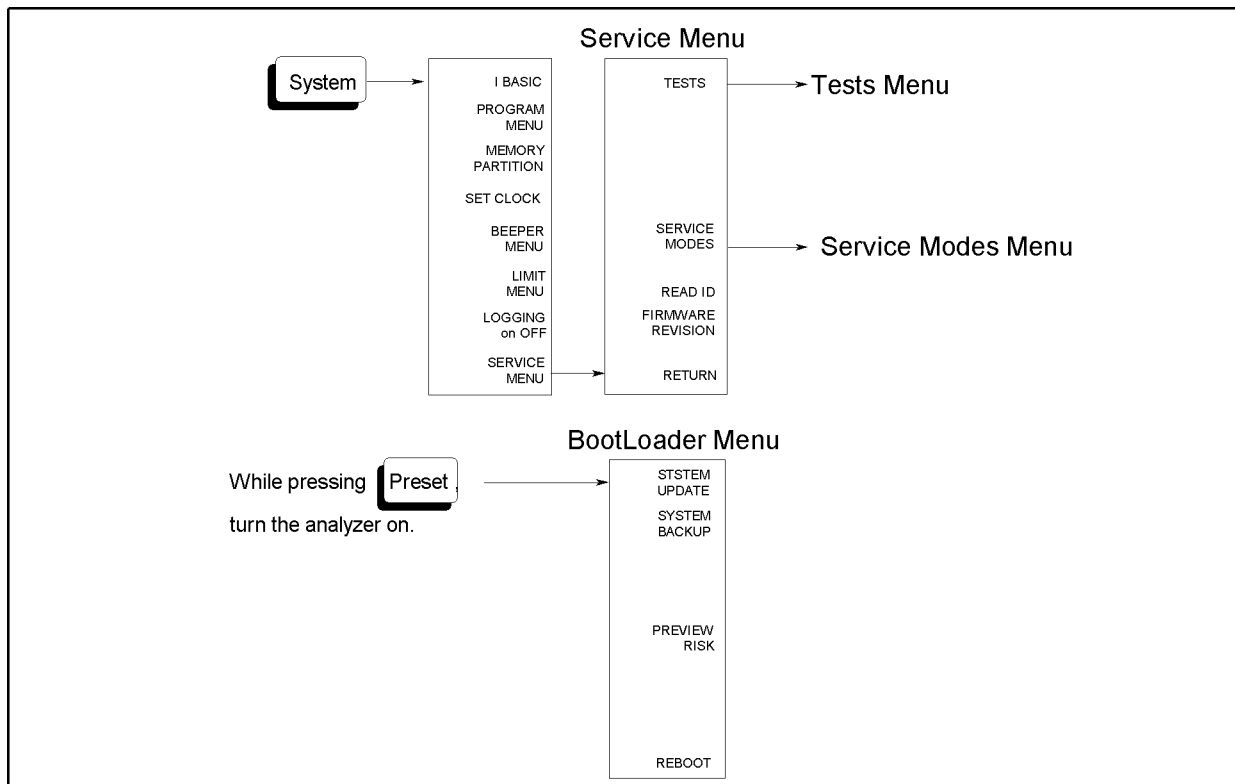 Service Menu
System
I BASIC
PROGRAM
MENU
MEMORY
PARTITION
SET CLOCK
BEEPER
MENU
LIMIT
MENU
LOGGING
on OFF
SERVICE
MENU
TESTS
Tests Menu
SERVICE
MODES
Service Modes Menu
READ ID
FIRMWARE
REVISION
RETURN
BootLoader Menu
While pressing Preset ,
turn the analyzer on.
STSTEM
UPDATE
SYSTEM
BACKUP
PREVIEW
RISK
REBOOT